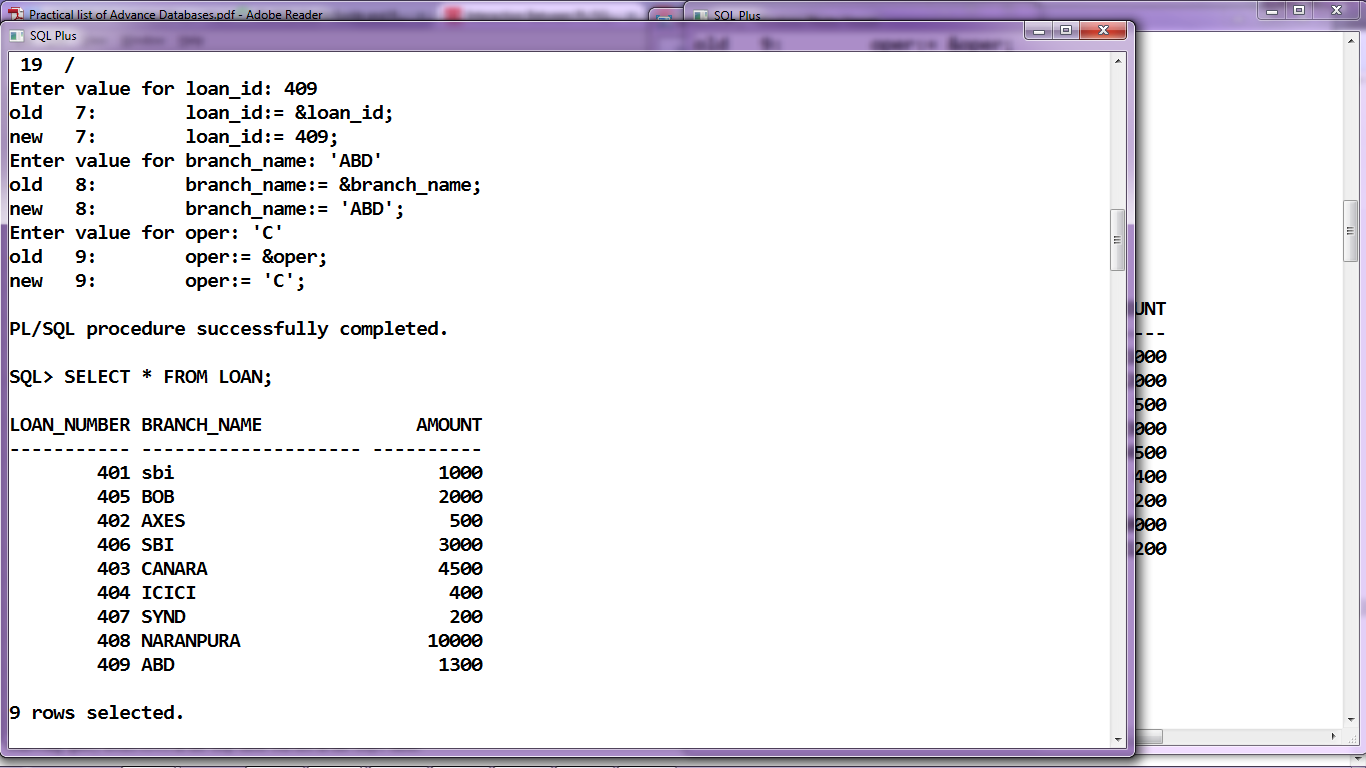 Practical list of Advance Databases.pdf - Adobe Reader
SQL Plus
SQL Plus
old 9: oper:= &oper;
19 /
Enter value for loan_id: 409
old 7: loan_id:= &loan_id;
new 7: loan_id:= 409;
Enter value for branch_name: 'ABD'
old 8: branch_name:= &branch_name;
new 8: branch_name:= 'ABD';
Enter value for oper: 'C'
old 9: oper:= &oper;
new 9: oper:= 'C';
PL/SQL procedure successfully completed.
SQL> SELECT * FROM LOAN;
LOAN_NUMBER BRANCH_NAME AMOUNT
----------- -------------------- ----------
401 sbi 1000
405 BOB 2000
402 AXES 500
406 SBI 3000
403 CANARA 4500
404 ICICI 400
407 SYND 200
408 NARANPURA 10000
409 ABD 1300
9 rows selected.
UNT
---
000
000
500
000
500
400
200
000
200